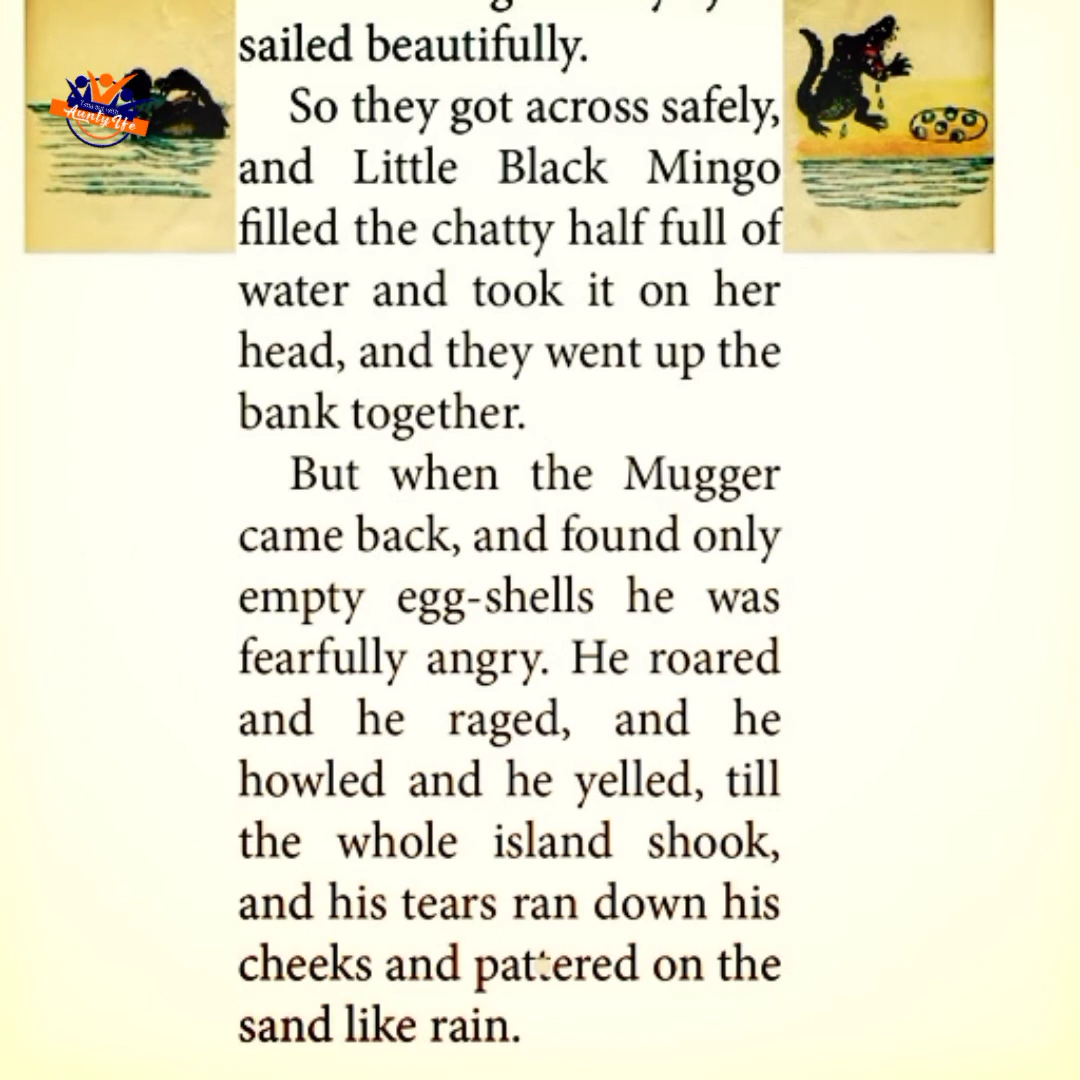 sailed beautifully.
So they got across safely,
and Little Black Mingo
filled the chatty half full of
water and took it on her
head, and they went up the
bank together.
But when the Mugger
came back, and found only
empty egg-shells he was
fearfully angry. He roared
and he raged, and he
howled and he yelled, till
the whole island shook,
and his tears ran down his
cheeks and pattered on the
sand like rain.
Aunty Ife